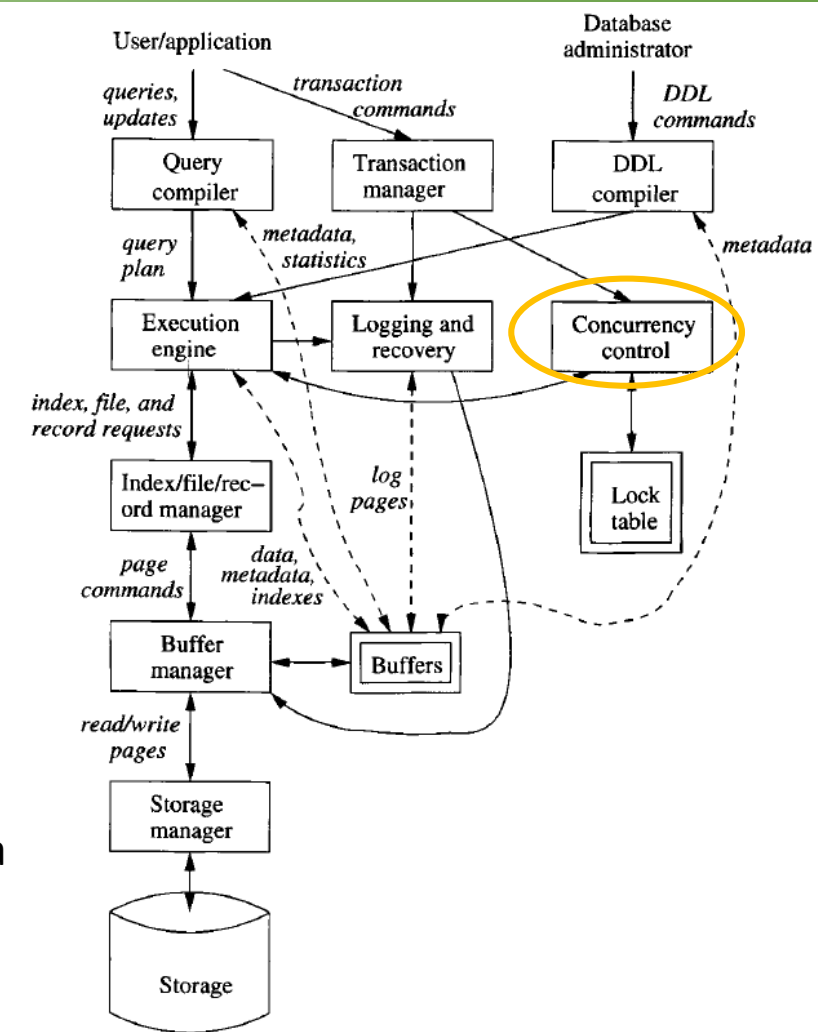 User/application
Database
administrator
queries,
updates
transaction
commands
DDL
commands
Query
compiler
Transaction
manager
DDL
compiler
query
plan
metadata,
statistics
metadata
Execution
engine
Logging and
recovery
Concurrency
control
index, file, and
record requests
Index/file/rec–
ord manager
log
pages
Lock
table
page
commands
data,
metadata,
indexes
Buffer
manager
Buffers
read/write
pages
Storage
manager
n
Storage